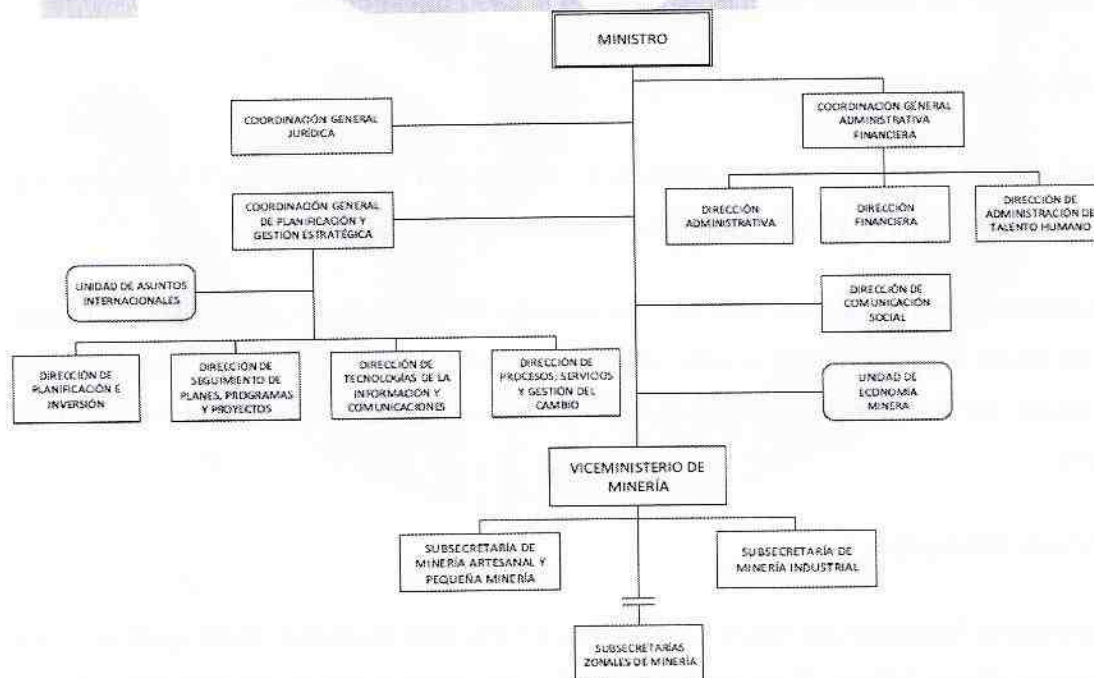 MINISTRO
COORDINACIÓN GENERAL
JURÍDICA
COORDINACIÓN GENERAL
ADMINISTRATIVA
FINANCIERA
COORDINACIÓN GENERAL
DE PLANIFICACIÓN Y
GESTIÓN ESTRATÉGICA
DIRECCIÓN
ADMINISTRATIVA
DIRECCIÓN
FINANCIERA
DIRECCIÓN DE
ADMINISTRACIÓN DE
TALENTO HUMANO
UNIDAD DE ASUNTOS
INTERNACIONALES
DIRECCIÓN DE
COMUNICACIÓN
SOCIAL
DIRECCIÓN DE
PLANIFICACIÓN E
INVERSIÓN
DIRECCIÓN DE
SEGUIMIENTO DE
PLANES, PROGRAMAS
Y PROYECTOS
DIRECCIÓN DE
TECNOLOGÍAS DE LA
INFORMACIÓN Y
COMUNICACIONES
DIRECCIÓN DE
PROCESOS, SERVICIOS
Y GESTIÓN DEL
CAMBIO
UNIDAD DE
ECONOMÍA
MINERA
VICEMINISTERIO DE
MINERÍA
SUBSECRETARÍA DE
MINERÍA ARTESANAL Y
PEQUEÑA MINERÍA
SUBSECRETARÍA DE
MINERÍA INDUSTRIAL
SUBSECRETARÍAS
ZONALES DE MINERÍA